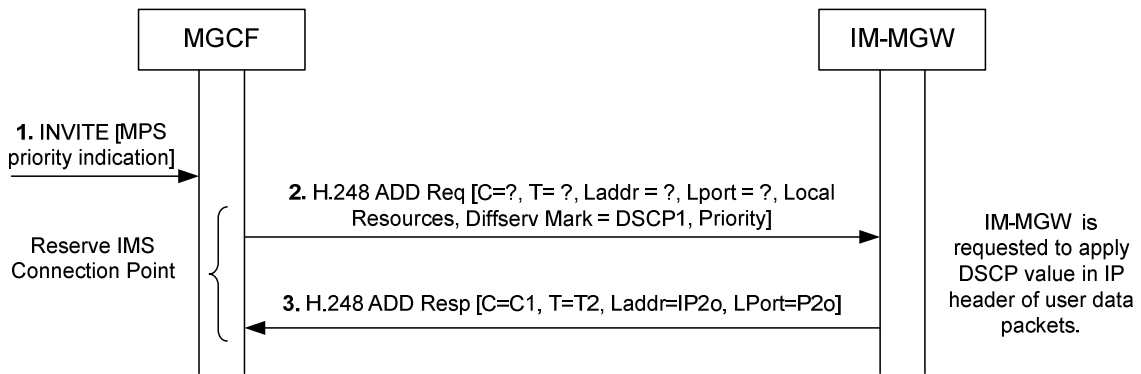 MGCF
IM-MGW
1. INVITE [MPS
priority indication]
2. H.248 ADD Req [C=?, T= ?, Laddr = ?, Lport = ?, Local
Resources, Diffserv Mark = DSCP1, Priority]
Reserve IMS
Connection Point
IM-MGW is
requested to apply
DSCP value in IP
header of user data
packets.
3. H.248 ADD Resp [C=C1, T=T2, Laddr=IP2o, LPort=P2o]